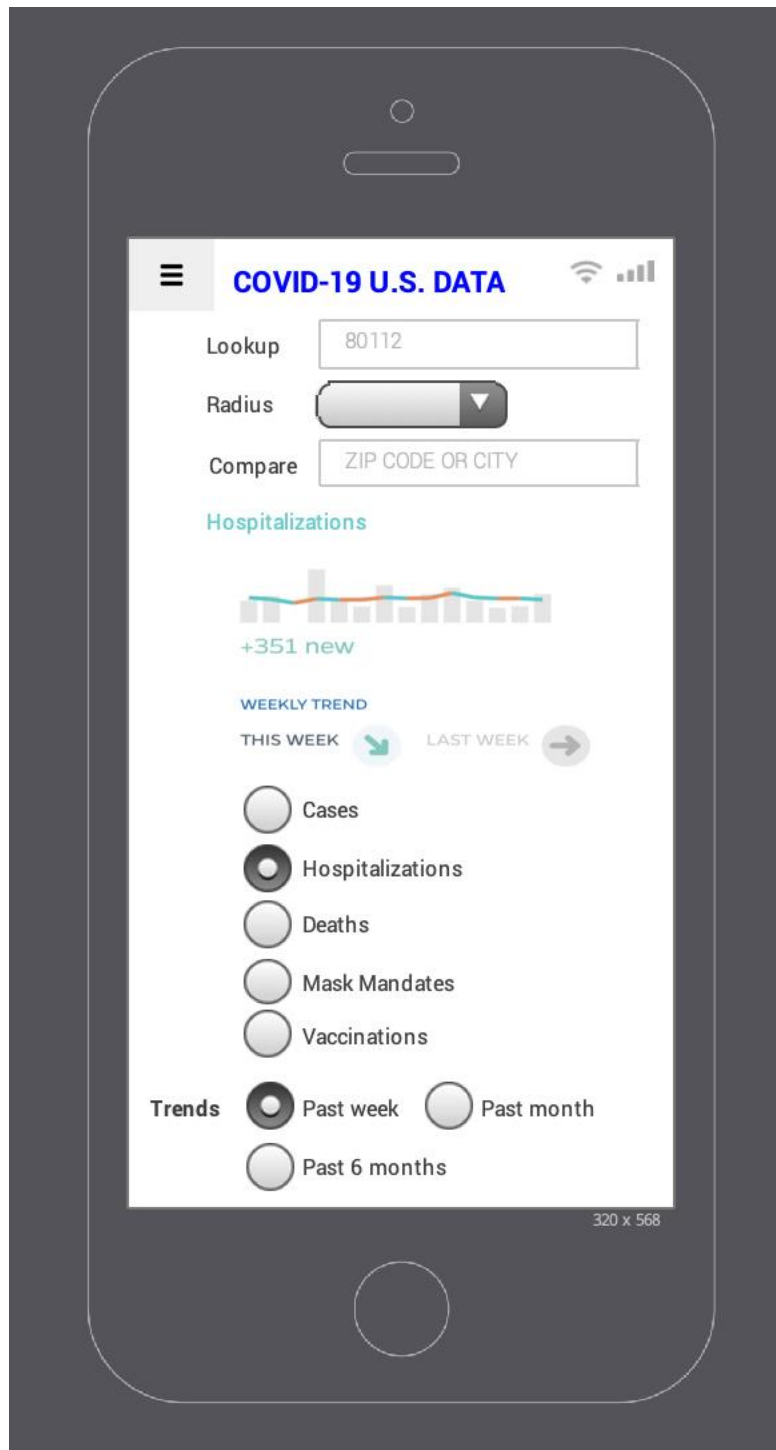 COVID-19 U.S. DATA
Lookup 80112
Radius
Compare ZIP CODE OR CITY
Hospitalizations
+351 new
WEEKLY TREND
THIS WEEK LAST WEEK
Cases
Hospitalizations
Deaths
Mask Mandates
Vaccinations
Trends Past week Past month
Past 6 months
320 x 568